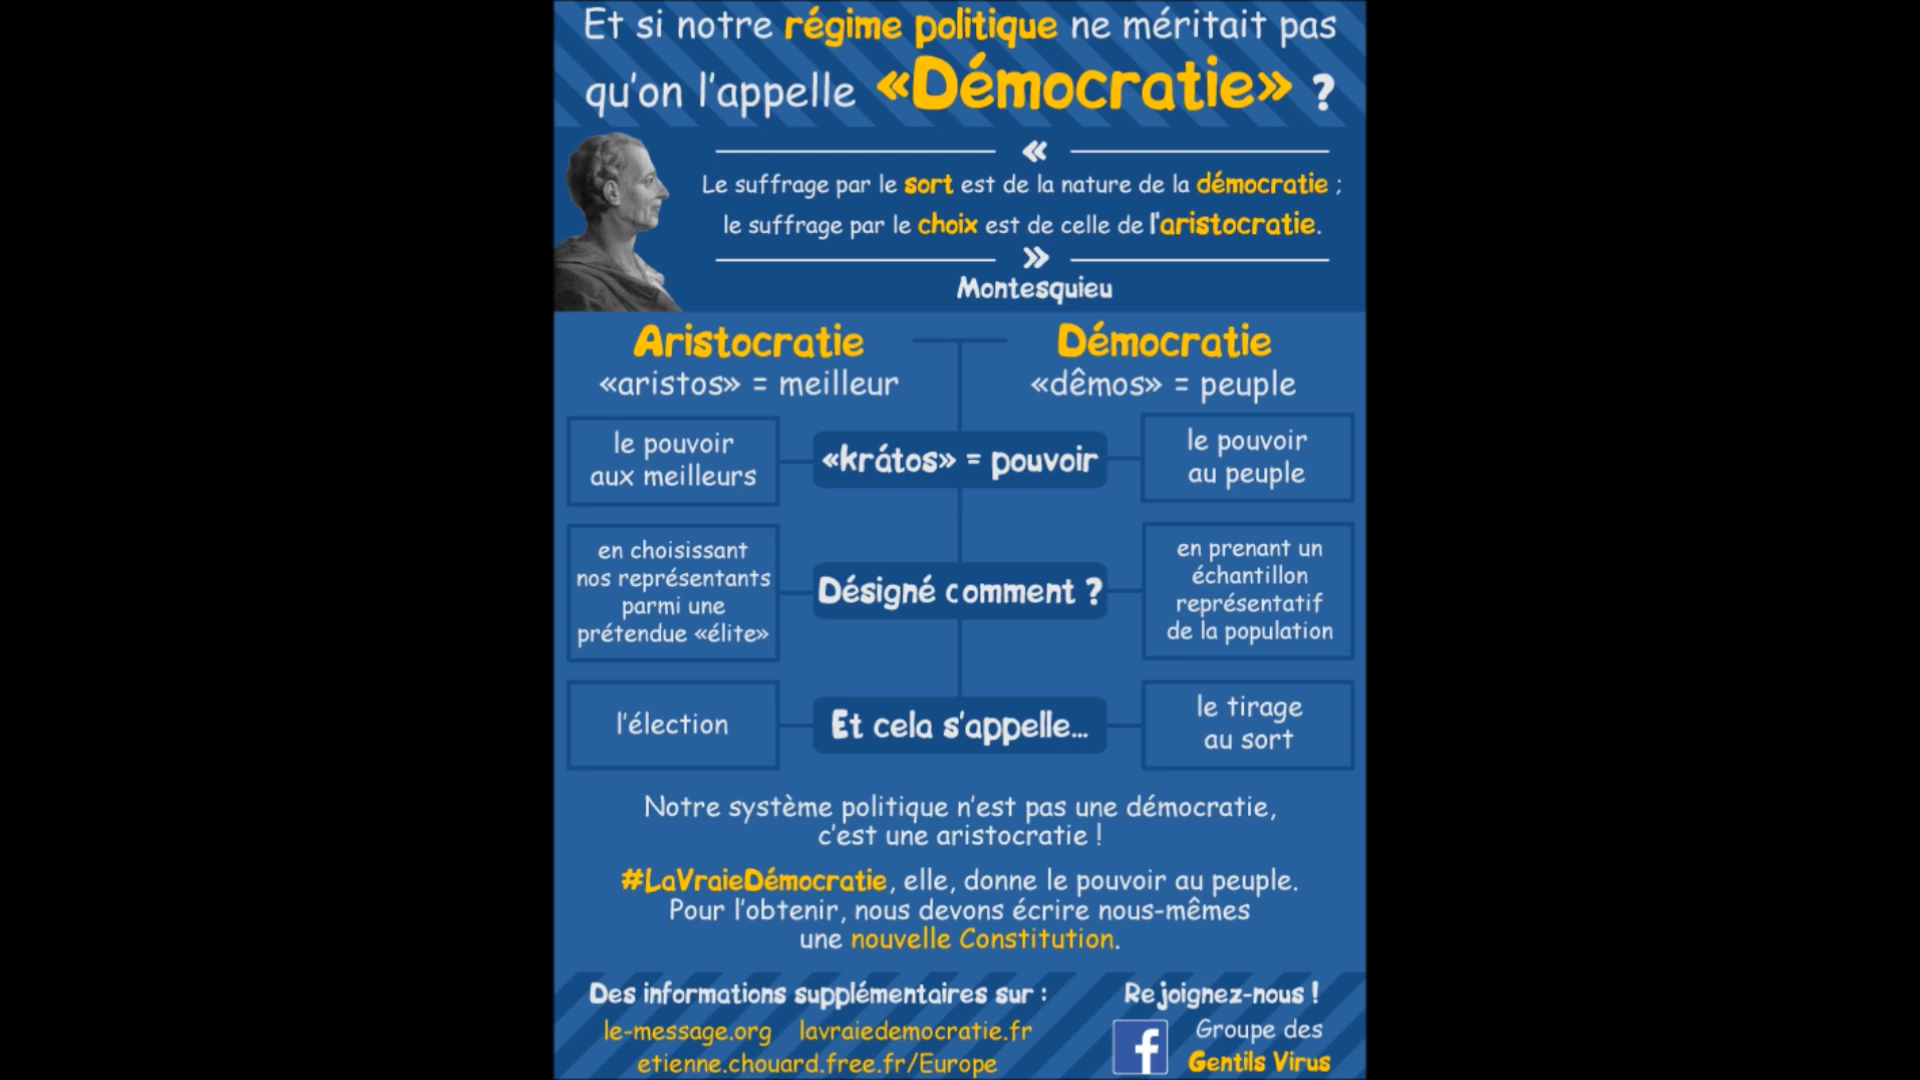 Et si notre régime politique ne méritait pas
qu'on l'appelle «Démocratie» ?
«
Le suffrage par le sort est de la nature de la démocratie ;
le suffrage par le choix est de celle de l'aristocratie.
»
Montesquieu
Aristocratie
«aristos» = meilleur
Démocratie
«dêmos» = peuple
le pouvoir
aux meilleurs
«krátos» = pouvoir
le pouvoir
au peuple
en choisissant
nos représentants
parmi une
prétendue «élite»
Désigné comment ?
en prenant un
échantillon
représentatif
de la population
l'élection
Et cela s'appelle...
le tirage
au sort
Notre système politique n'est pas une démocratie,
c'est une aristocratie !
#LaVraieDémocratie, elle, donne le pouvoir au peuple.
Pour l'obtenir, nous devons écrire nous-mêmes
une nouvelle Constitution.
Des informations supplémentaires sur :
le-message.org lavraiedemocratie.fr
etienne.chouard.free.fr/Europe
Rejoignez-nous !
f
Groupe des
Gentils Virus